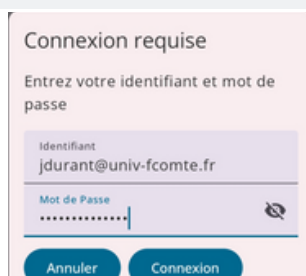 Connexion requise
Entrez votre identifiant et mot de
passe
Identifiant
jdurant@univ-fcomte.fr
Mot de Passe
••••••••••••••
Annuler Connexion